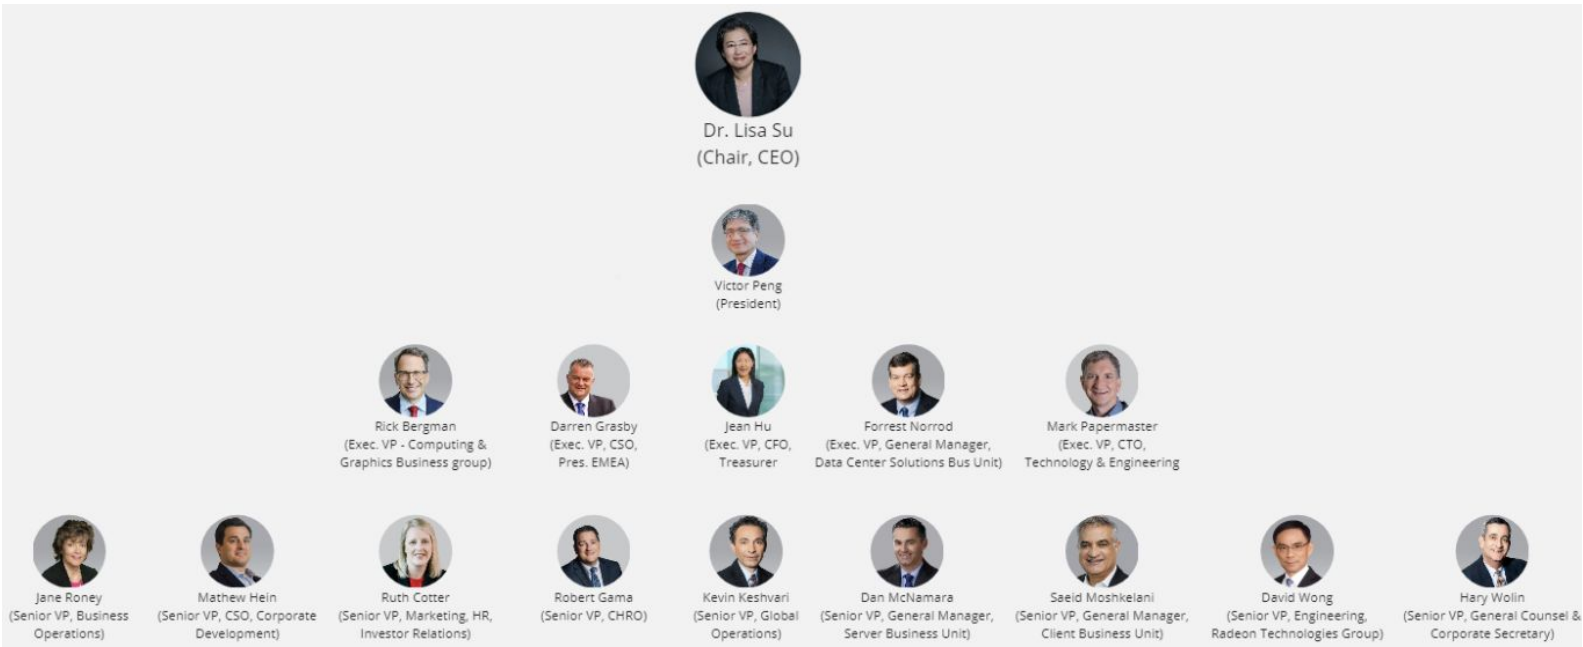 Dr. Lisa Su
(Chair, CEO)
Victor Peng
(President)
Rick Bergman
(Exec. VP - Computing &
Graphics Business group)
Darren Grasby
(Exec. VP, CSO,
Pres. EMEA)
Jean Hu
(Exec. VP, CFO,
Treasurer
Forrest Norrod
(Exec. VP, General Manager,
Data Center Solutions Bus Unit)
Mark Papermaster
(Exec. VP, CTO,
Technology & Engineering
Jane Roney
(Senior VP, Business
Operations)
Mathew Hein
(Senior VP, CSO, Corporate
Development)
Ruth Cotter
(Senior VP, Marketing, HR,
Investor Relations)
Robert Gama
(Senior VP, CHRO)
Kevin Keshvari
(Senior VP, Global
Operations)
Dan McNamara
(Senior VP, General Manager,
Server Business Unit)
Saeid Moshkelani
(Senior VP, General Manager,
Client Business Unit)
David Wong
(Senior VP, Engineering,
Radeon Technologies Group)
Hary Wolin
(Senior VP, General Counsel &
Corporate Secretary)